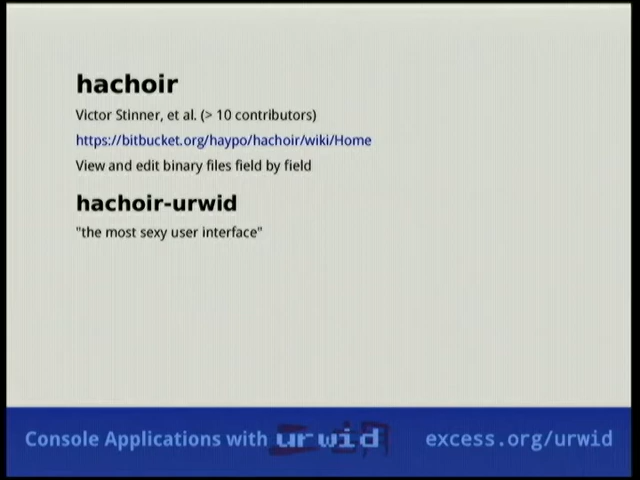 hachoir
Victor Stinner, et al. (> 10 contributors)
https://bitbucket.org/haypo/hachoir/wiki/Home
View and edit binary files field by field
hachoir-urwid
"the most sexy user interface"
Console Applications with urwid excess.org/urwid